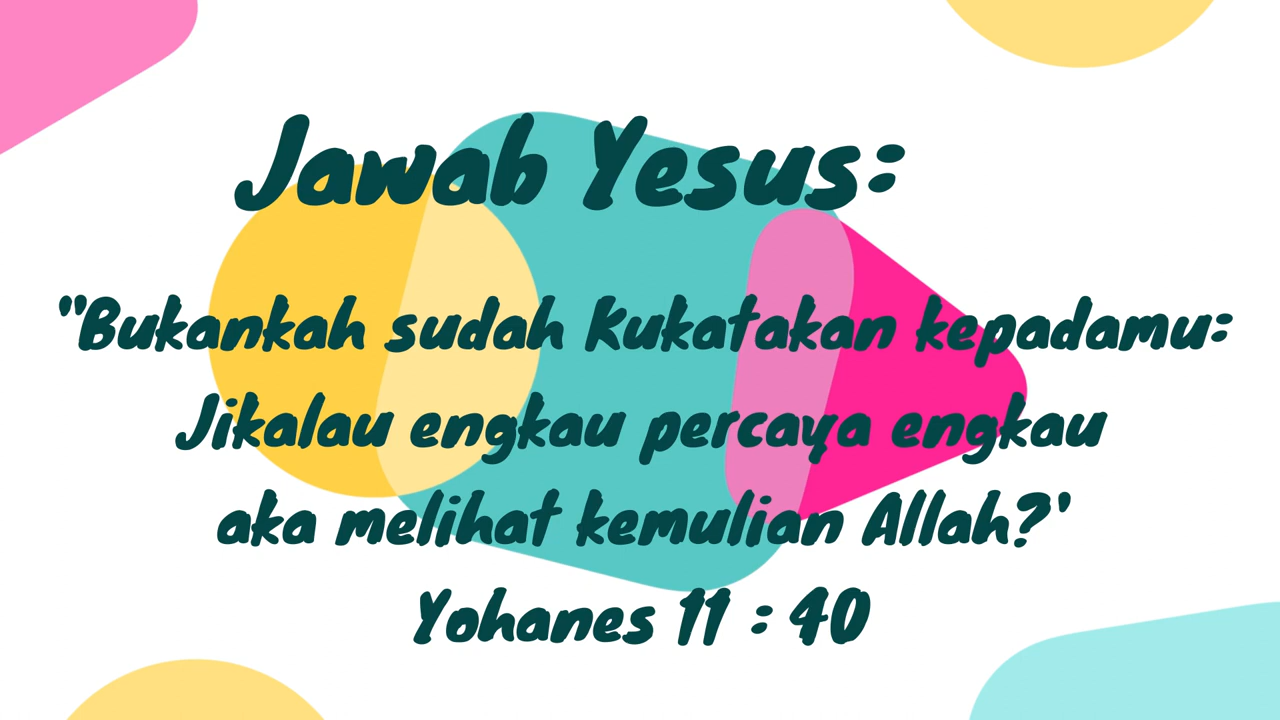 Jawab Yesus:
"Bukankah sudah Kukatakan kepadamu:
Jikalau engkau percaya engkau
aka melihat kemulian Allah?'
Yohanes 11 : 40